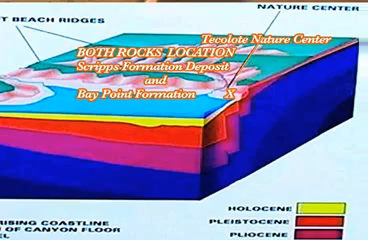 NATURE CENTER
T BEACH RIDGES
Tecolote Nature Center
BOTH ROCKS LOCATION
Scripps Formation Deposit
and
Bay Point Formation X
HOLOCENE
PLEISTOCENE
PLIOCENE
RISING COASTLINE
OF CANYON FLOOR
EL